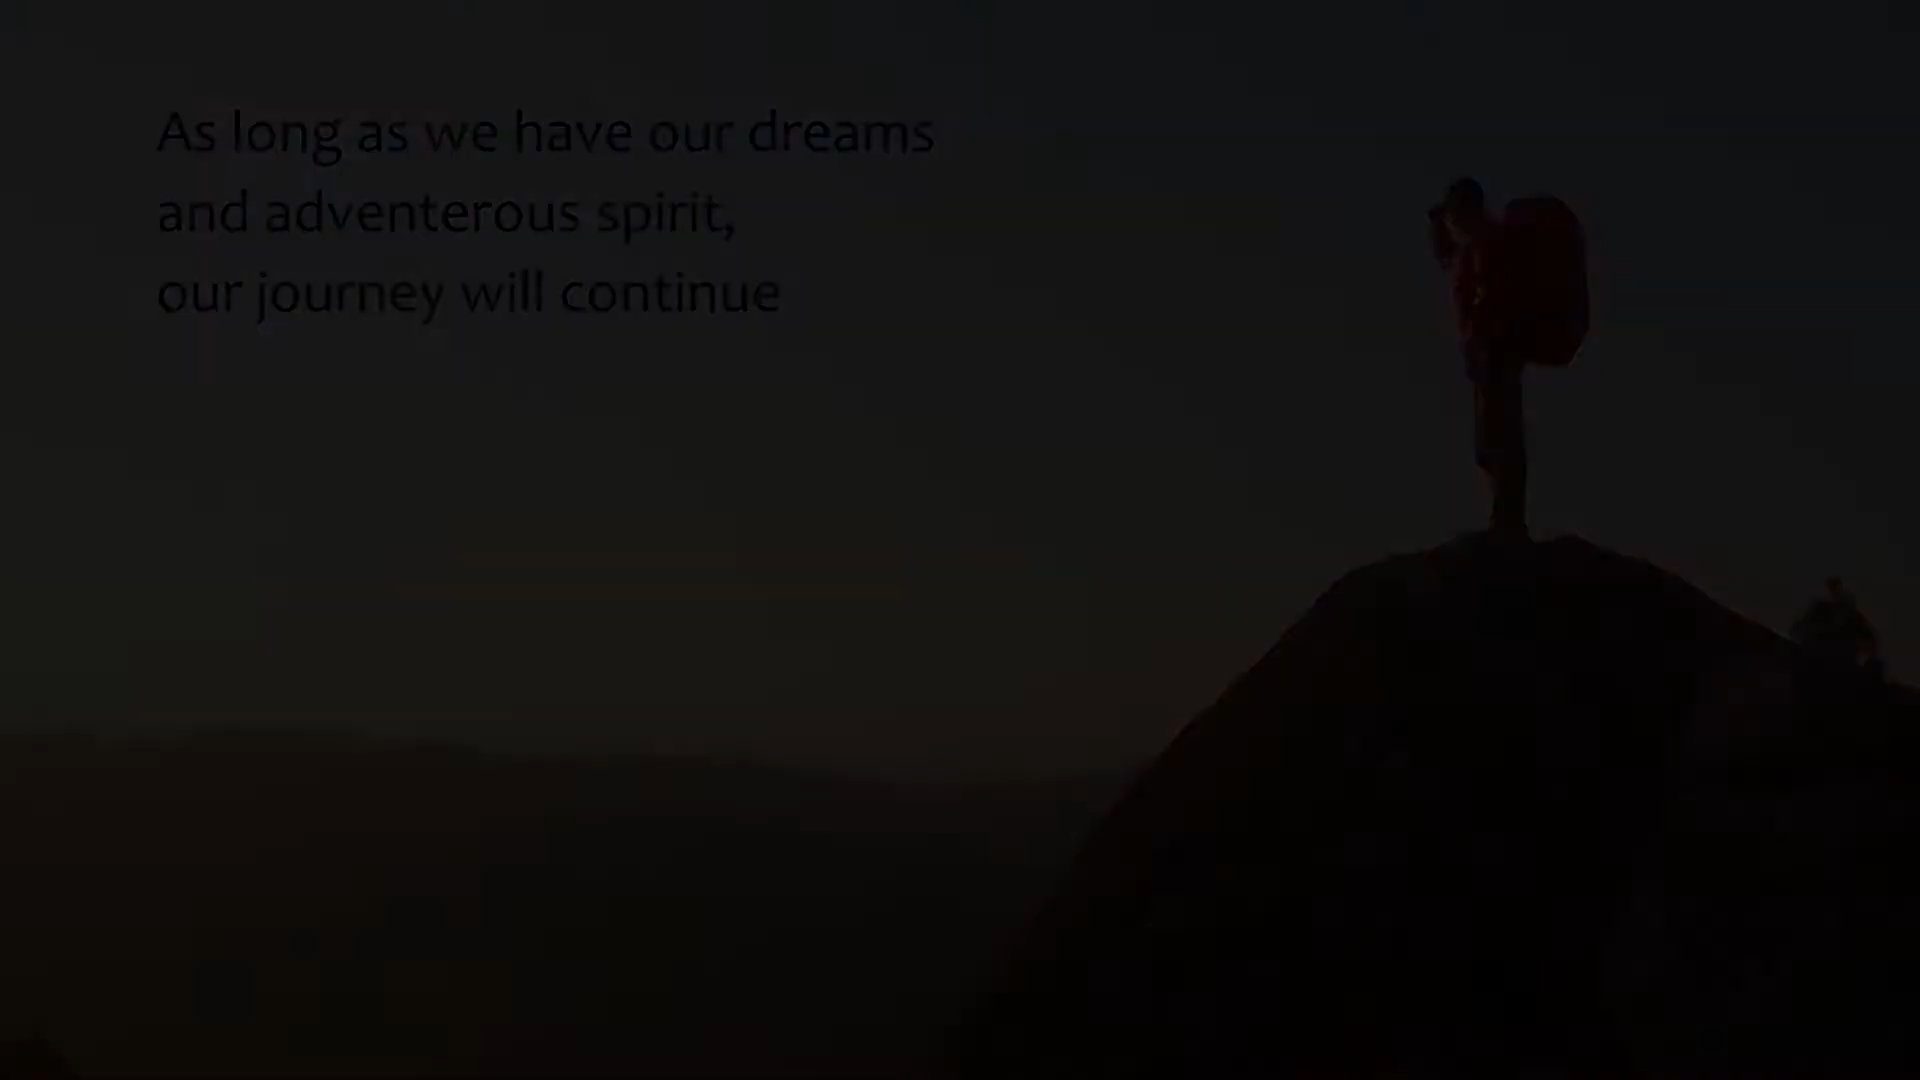 As long as we have our dreams
and adventerous spirit,
our journey will continue